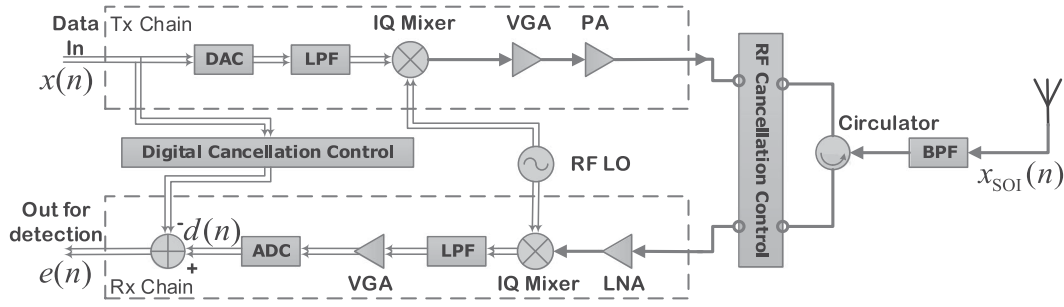 Data
In
x(n)
Tx Chain
DAC
LPF
IQ Mixer
VGA
PA
RF Cancellation Control
Circulator
BPF
x_SOI(n)
Digital Cancellation Control
RF LO
Out for
detection
e(n)
-
d(n)
+
ADC
VGA
LPF
IQ Mixer
LNA
Rx Chain